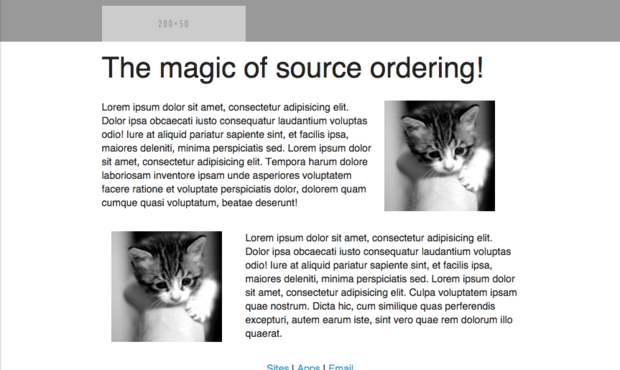 200×50
The magic of source ordering!
Lorem ipsum dolor sit amet, consectetur adipisicing elit.
Dolor ipsa obcaecati iusto consequatur laudantium voluptas
odio! Iure at aliquid pariatur sapiente sint, et facilis ipsa,
maiores deleniti, minima perspiciatis sed. Lorem ipsum dolor
sit amet, consectetur adipisicing elit. Tempora harum dolore
laboriosam inventore ipsam unde asperiores voluptatem
facere ratione et voluptate perspiciatis dolor, dolorem quam
cumque quasi voluptatum, beatae deserunt!
Lorem ipsum dolor sit amet, consectetur adipisicing elit.
Dolor ipsa obcaecati iusto consequatur laudantium voluptas
odio! Iure at aliquid pariatur sapiente sint, et facilis ipsa,
maiores deleniti, minima perspiciatis sed. Lorem ipsum dolor
sit amet, consectetur adipisicing elit. Culpa voluptatem ipsam
quae nostrum. Dicta hic, cum similique quas perferendis
excepturi, autem earum iste, sint vero quae rem dolorum illo
quaerat.
Sites | Apps | Email